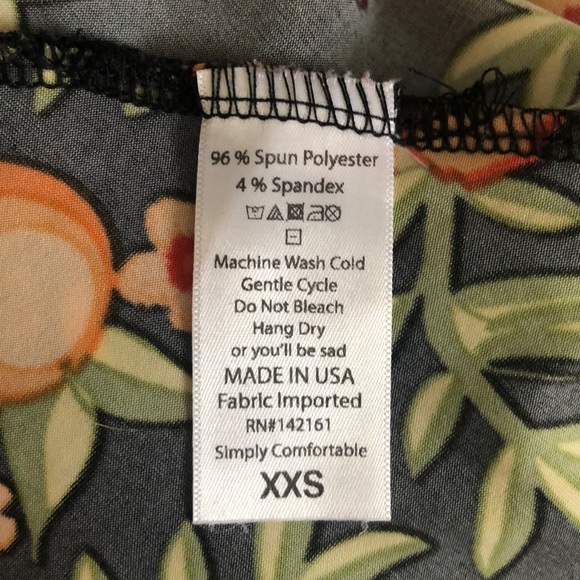 96 % Spun Polyester
4 % Spandex
Machine Wash Cold
Gentle Cycle
Do Not Bleach
Hang Dry
or you'll be sad
MADE IN USA
Fabric Imported
RN#142161
Simply Comfortable
XXS